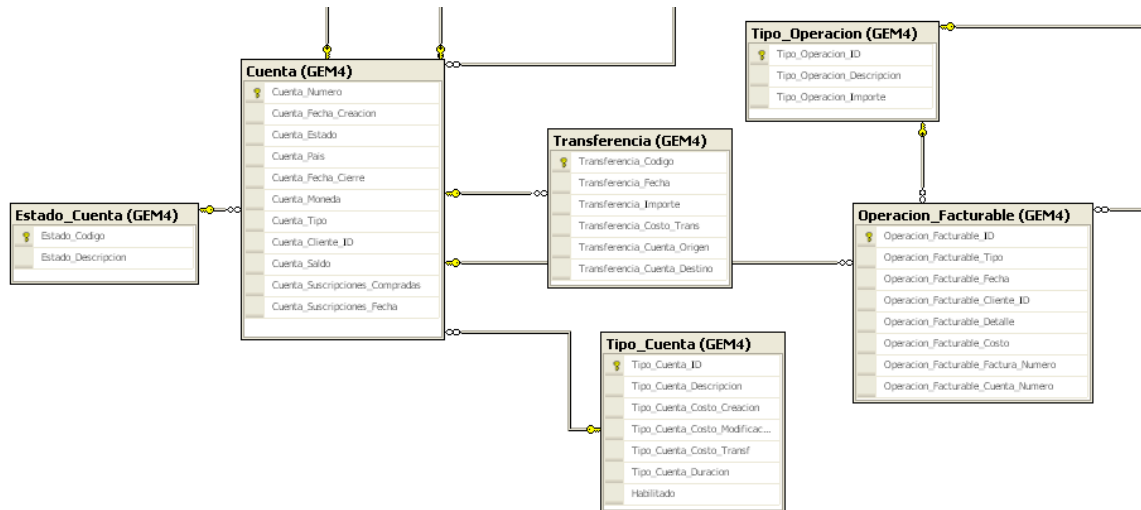 Cuenta (GEM4)
Cuenta_Numero
Cuenta_Fecha_Creacion
Cuenta_Estado
Cuenta_Pais
Cuenta_Fecha_Cierre
Cuenta_Moneda
Cuenta_Tipo
Cuenta_Cliente_ID
Cuenta_Saldo
Cuenta_Suscripciones_Compradas
Cuenta_Suscripciones_Fecha
Estado_Cuenta (GEM4)
Estado_Codigo
Estado_Descripcion
Transferencia (GEM4)
Transferencia_Codigo
Transferencia_Fecha
Transferencia_Importe
Transferencia_Costo_Trans
Transferencia_Cuenta_Origen
Transferencia_Cuenta_Destino
Tipo_Cuenta (GEM4)
Tipo_Cuenta_ID
Tipo_Cuenta_Descripcion
Tipo_Cuenta_Costo_Creacion
Tipo_Cuenta_Costo_Modificac...
Tipo_Cuenta_Costo_Transf
Tipo_Cuenta_Duracion
Habilitado
Tipo_Operacion (GEM4)
Tipo_Operacion_ID
Tipo_Operacion_Descripcion
Tipo_Operacion_Importe
Operacion_Facturable (GEM4)
Operacion_Facturable_ID
Operacion_Facturable_Tipo
Operacion_Facturable_Fecha
Operacion_Facturable_Cliente_ID
Operacion_Facturable_Detalle
Operacion_Facturable_Costo
Operacion_Facturable_Factura_Numero
Operacion_Facturable_Cuenta_Numero